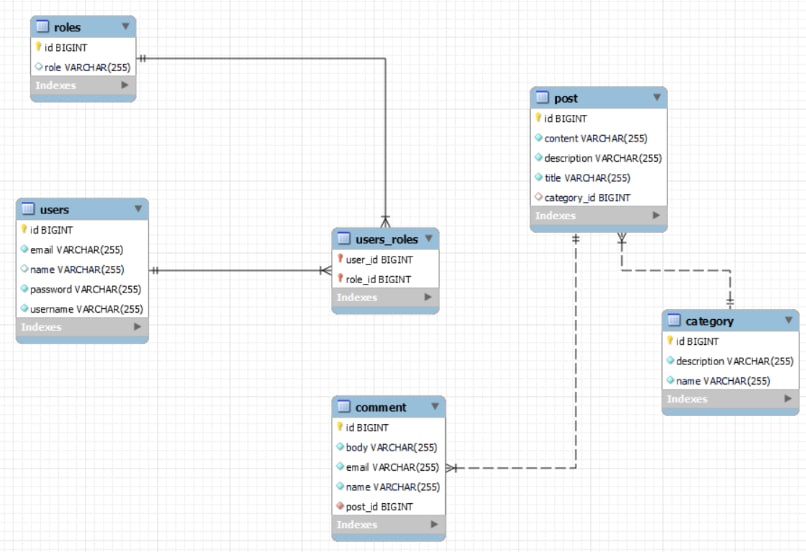 roles
id BIGINT
role VARCHAR(255)
Indexes
users
id BIGINT
email VARCHAR(255)
name VARCHAR(255)
password VARCHAR(255)
username VARCHAR(255)
Indexes
users_roles
user_id BIGINT
role_id BIGINT
Indexes
post
id BIGINT
content VARCHAR(255)
description VARCHAR(255)
title VARCHAR(255)
category_id BIGINT
Indexes
category
id BIGINT
description VARCHAR(255)
name VARCHAR(255)
Indexes
comment
id BIGINT
body VARCHAR(255)
email VARCHAR(255)
name VARCHAR(255)
post_id BIGINT
Indexes